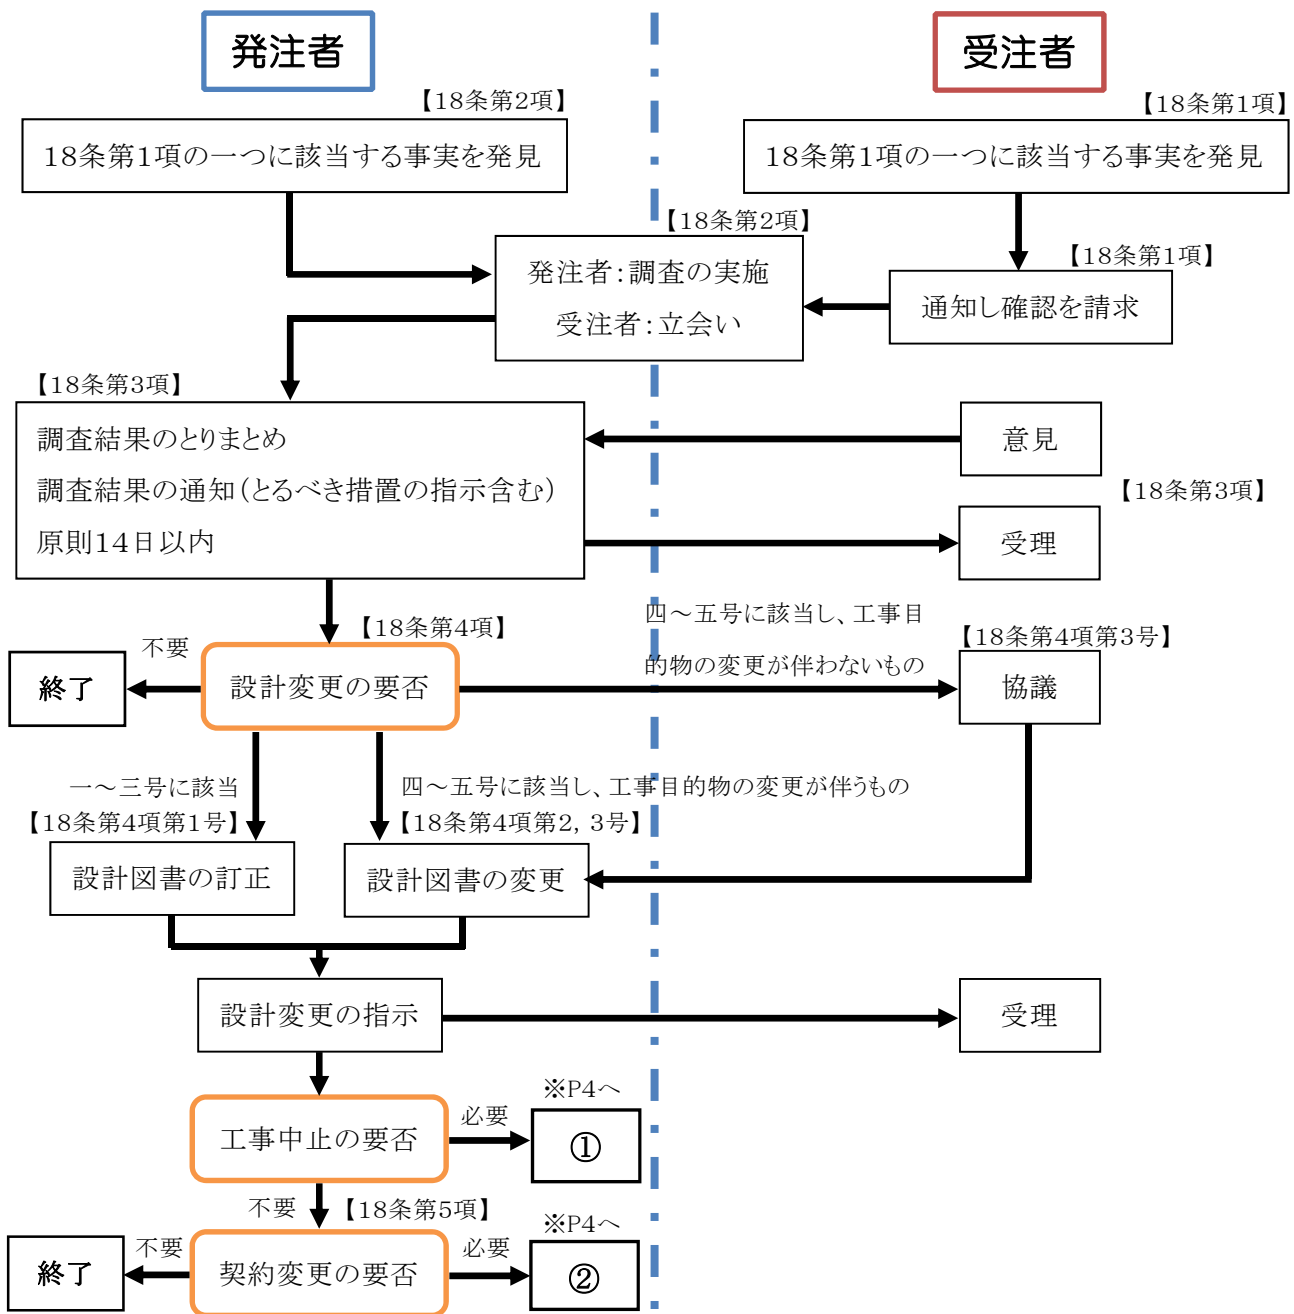 発注者
受注者
【18条第2項】
【18条第1項】
18条第1項の一つに該当する事実を発見
18条第1項の一つに該当する事実を発見
【18条第2項】
【18条第1項】
発注者：調査の実施
受注者：立会い
通知し確認を請求
【18条第3項】
調査結果のとりまとめ
調査結果の通知（とるべき措置の指示含む）
原則14日以内
意見
【18条第3項】
受理
【18条第4項】
四～五号に該当し、工事目
的物の変更が伴わないもの
【18条第4項第3号】
不要
終了
設計変更の要否
協議
一～三号に該当
四～五号に該当し、工事目的物の変更が伴うもの
【18条第4項第1号】
【18条第4項第2，3号】
設計図書の訂正
設計図書の変更
設計変更の指示
受理
※P4へ
工事中止の要否
必要
①
不要
【18条第5項】
※P4へ
不要
終了
契約変更の要否
必要
②